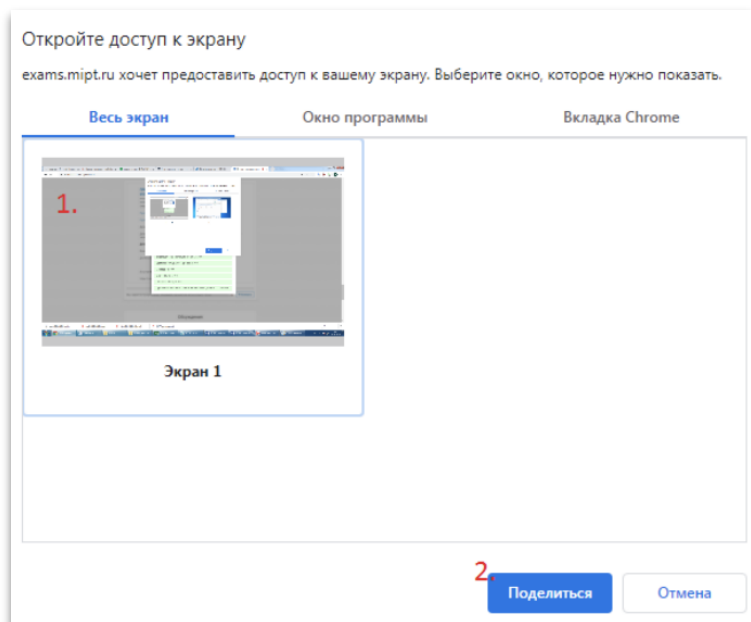 Откройте доступ к экрану
exams.mipt.ru хочет предоставить доступ к вашему экрану. Выберите окно, которое нужно показать.
Весь экран Окно программы Вкладка Chrome
1.
Экран 1
2.
Поделиться Отмена